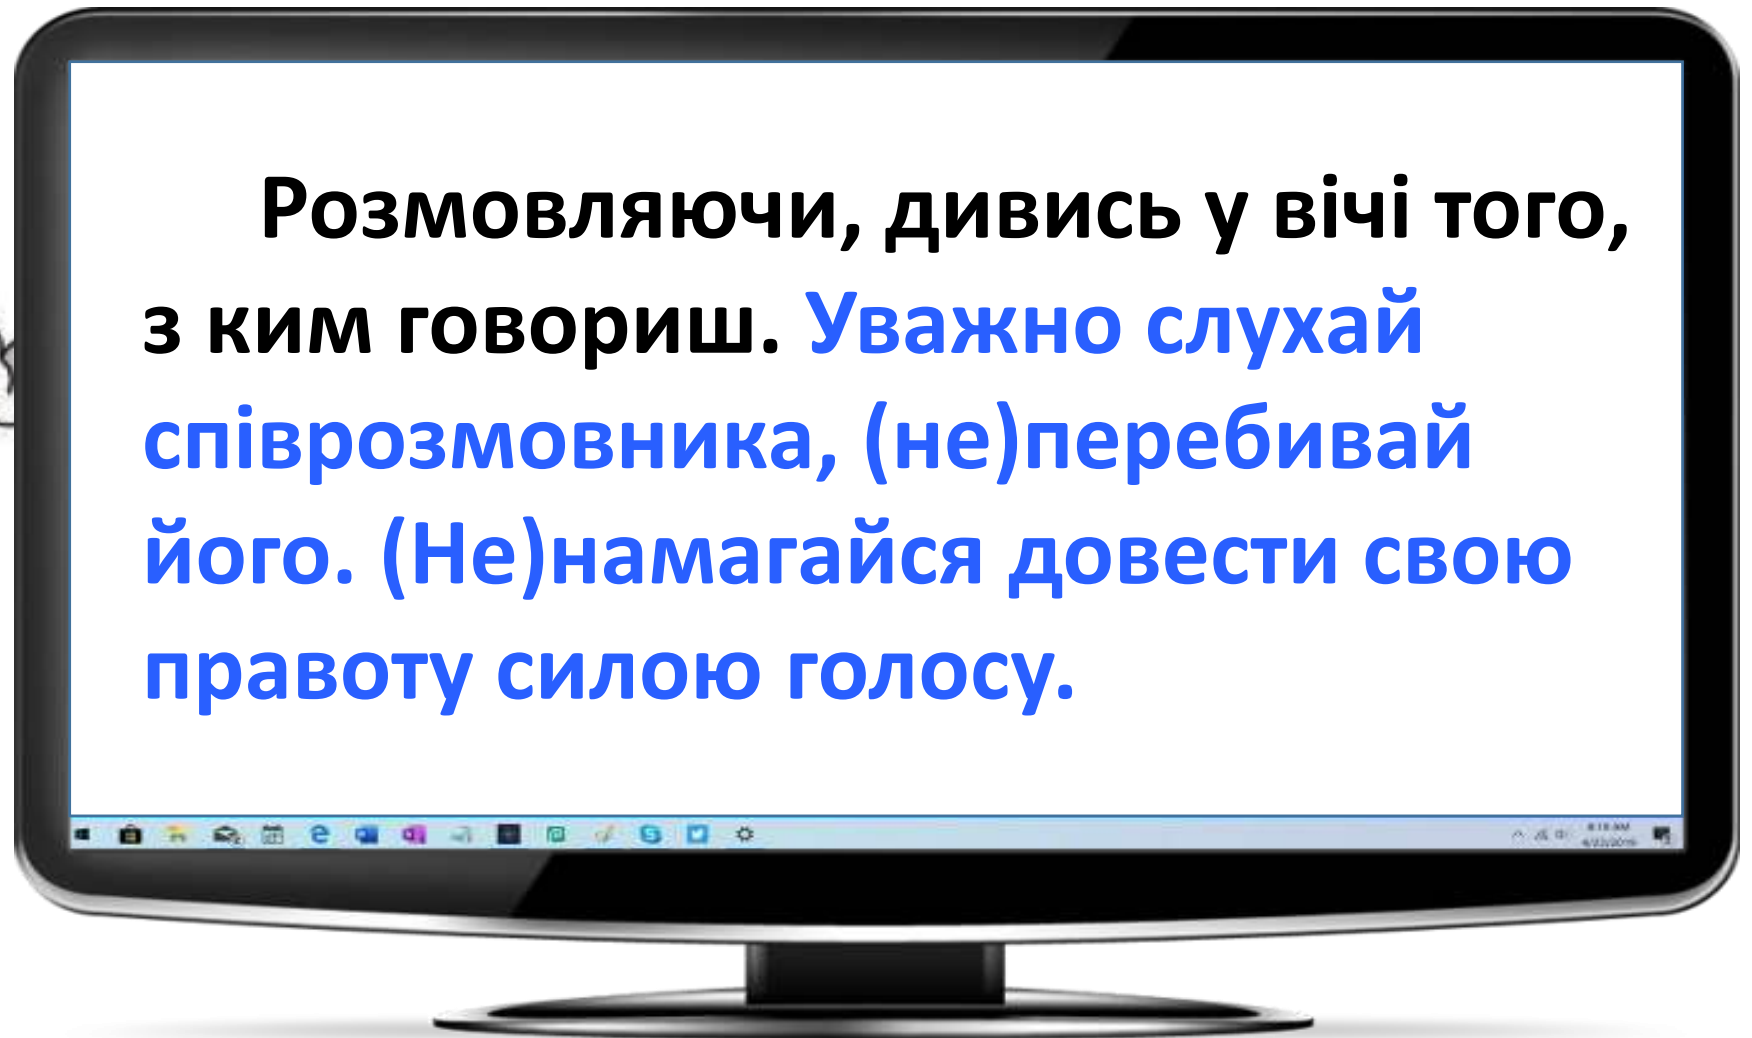 Розмовляючи, дивись у вічі того,
з ким говориш. Уважно слухай
співрозмовника, (не)перебивай
його. (Не)намагайся довести свою
правоту силою голосу.